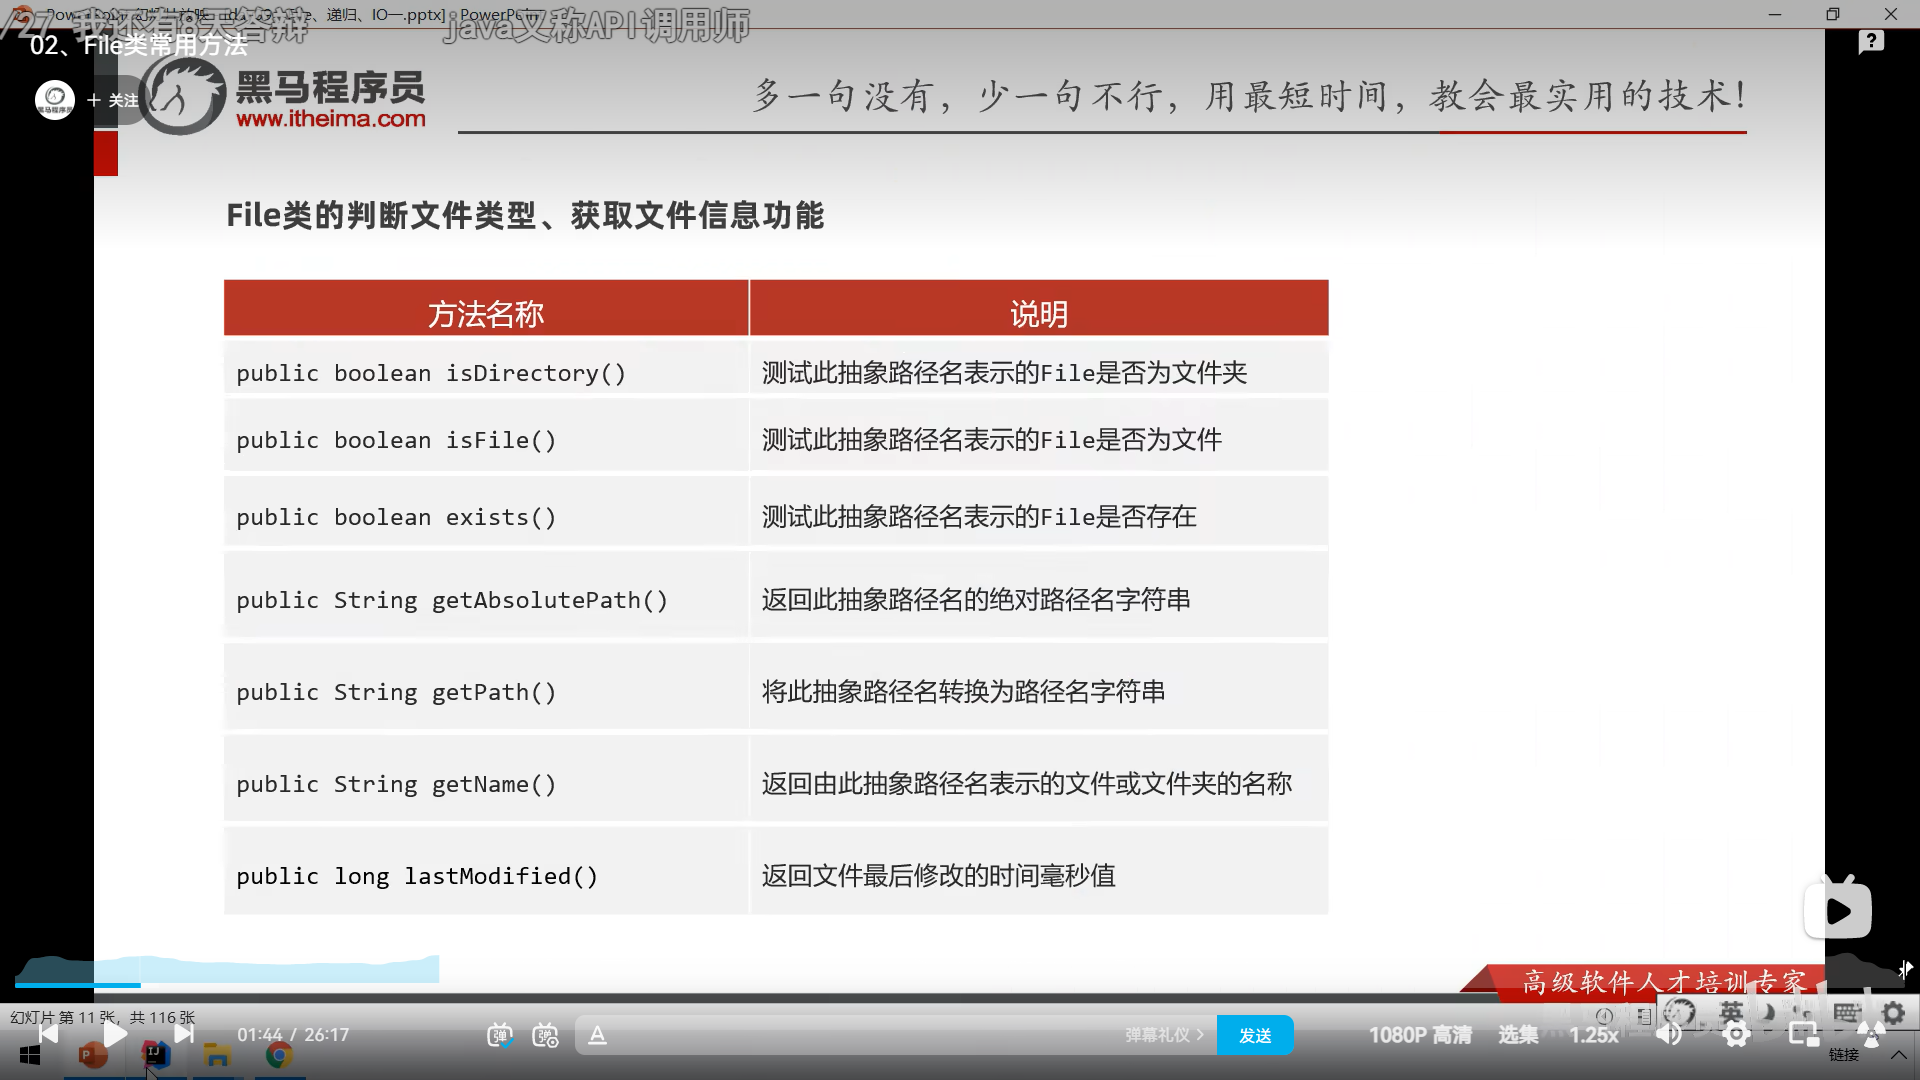 /27 我还有8天答辩
java又称API调用师
02、File类常用方法
关注
黑马程序员
www.itheima.com
多一句没有，少一句不行，用最短时间，教会最实用的技术！
File类的判断文件类型、获取文件信息功能
方法名称 说明
public boolean isDirectory() 测试此抽象路径名表示的File是否为文件夹
public boolean isFile() 测试此抽象路径名表示的File是否为文件
public boolean exists() 测试此抽象路径名表示的File是否存在
public String getAbsolutePath() 返回此抽象路径名的绝对路径名字符串
public String getPath() 将此抽象路径名转换为路径名字符串
public String getName() 返回由此抽象路径名表示的文件或文件夹的名称
public long lastModified() 返回文件最后修改的时间毫秒值
高级软件人才培训专家
幻灯片 第 11 张，共 116 张
英
01:44 / 26:17
弹幕礼仪
发送
1080P 高清
选集
1.25x
链接